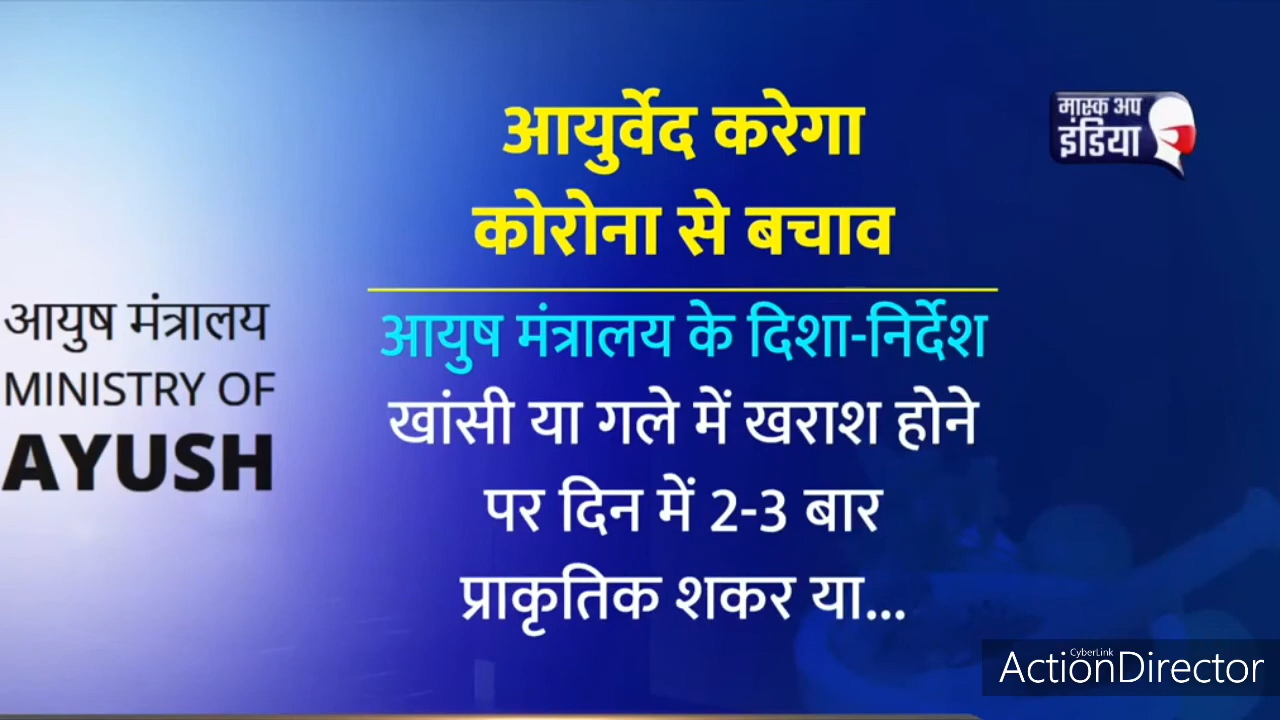 आयुर्वेद करेगा
कोरोना से बचाव
मास्क अप
इंडिया
आयुष मंत्रालय
MINISTRY OF
AYUSH
आयुष मंत्रालय के दिशा-निर्देश
खांसी या गले में खराश होने
पर दिन में 2-3 बार
प्राकृतिक शकर या...
CyberLink
ActionDirector